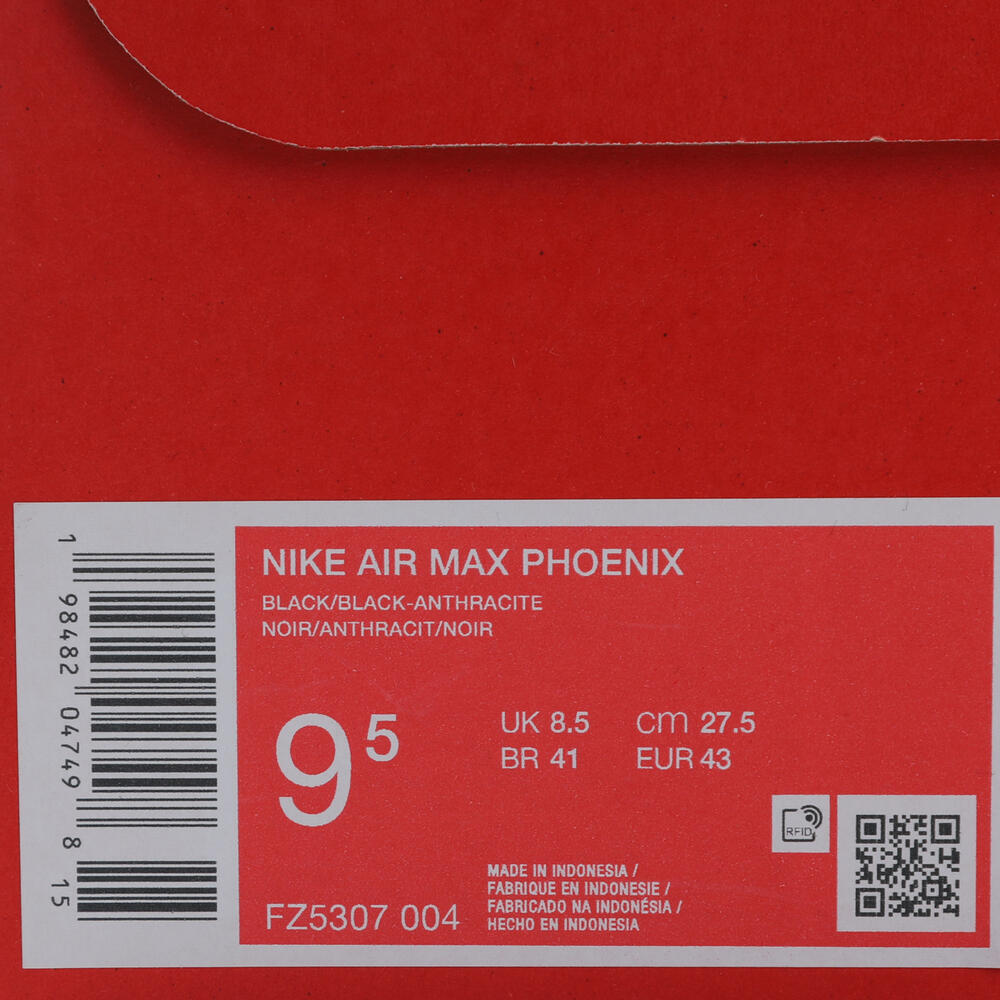 NIKE AIR MAX PHOENIX
BLACK/BLACK-ANTHRACITE
NOIR/ANTHRACIT/NOIR
9 5
UK 8.5 cm 27.5
BR 41 EUR 43
RFID
MADE IN INDONESIA /
FABRIQUE EN INDONESIE /
FABRICADO NA INDONÉSIA /
HECHO EN INDONESIA
FZ5307 004
1 98482 04749 8 15